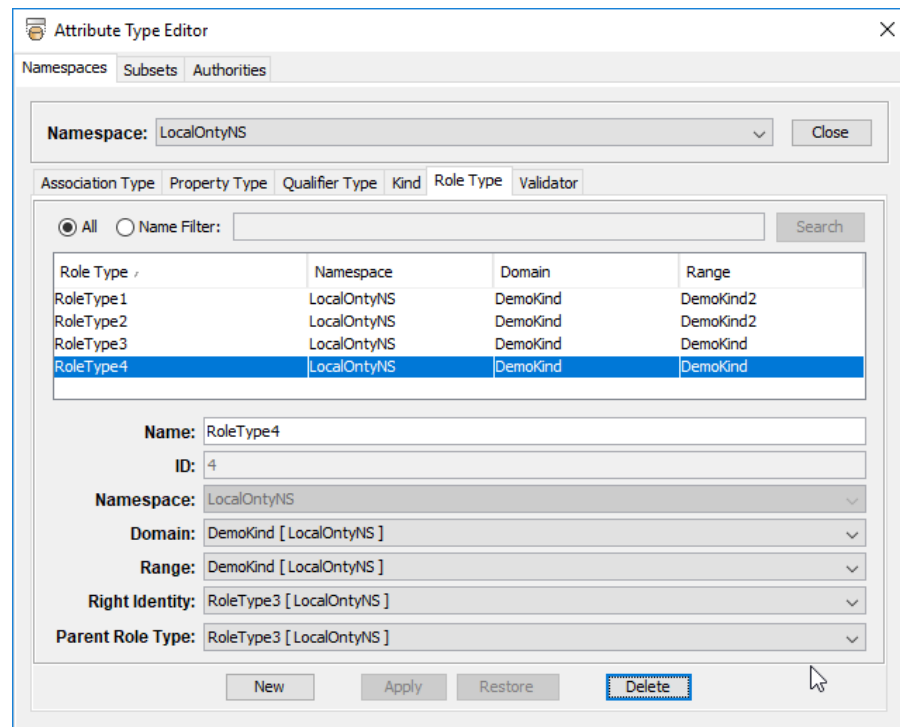 Attribute Type Editor
Namespaces Subsets Authorities
Namespace: LocalOntyNS Close
Association Type Property Type Qualifier Type Kind Role Type Validator
All Name Filter: Search
Role Type Namespace Domain Range
RoleType1 LocalOntyNS DemoKind DemoKind2
RoleType2 LocalOntyNS DemoKind DemoKind2
RoleType3 LocalOntyNS DemoKind DemoKind
RoleType4 LocalOntyNS DemoKind DemoKind
Name: RoleType4
ID: 4
Namespace: LocalOntyNS
Domain: DemoKind [ LocalOntyNS ]
Range: DemoKind [ LocalOntyNS ]
Right Identity: RoleType3 [ LocalOntyNS ]
Parent Role Type: RoleType3 [ LocalOntyNS ]
New Apply Restore Delete